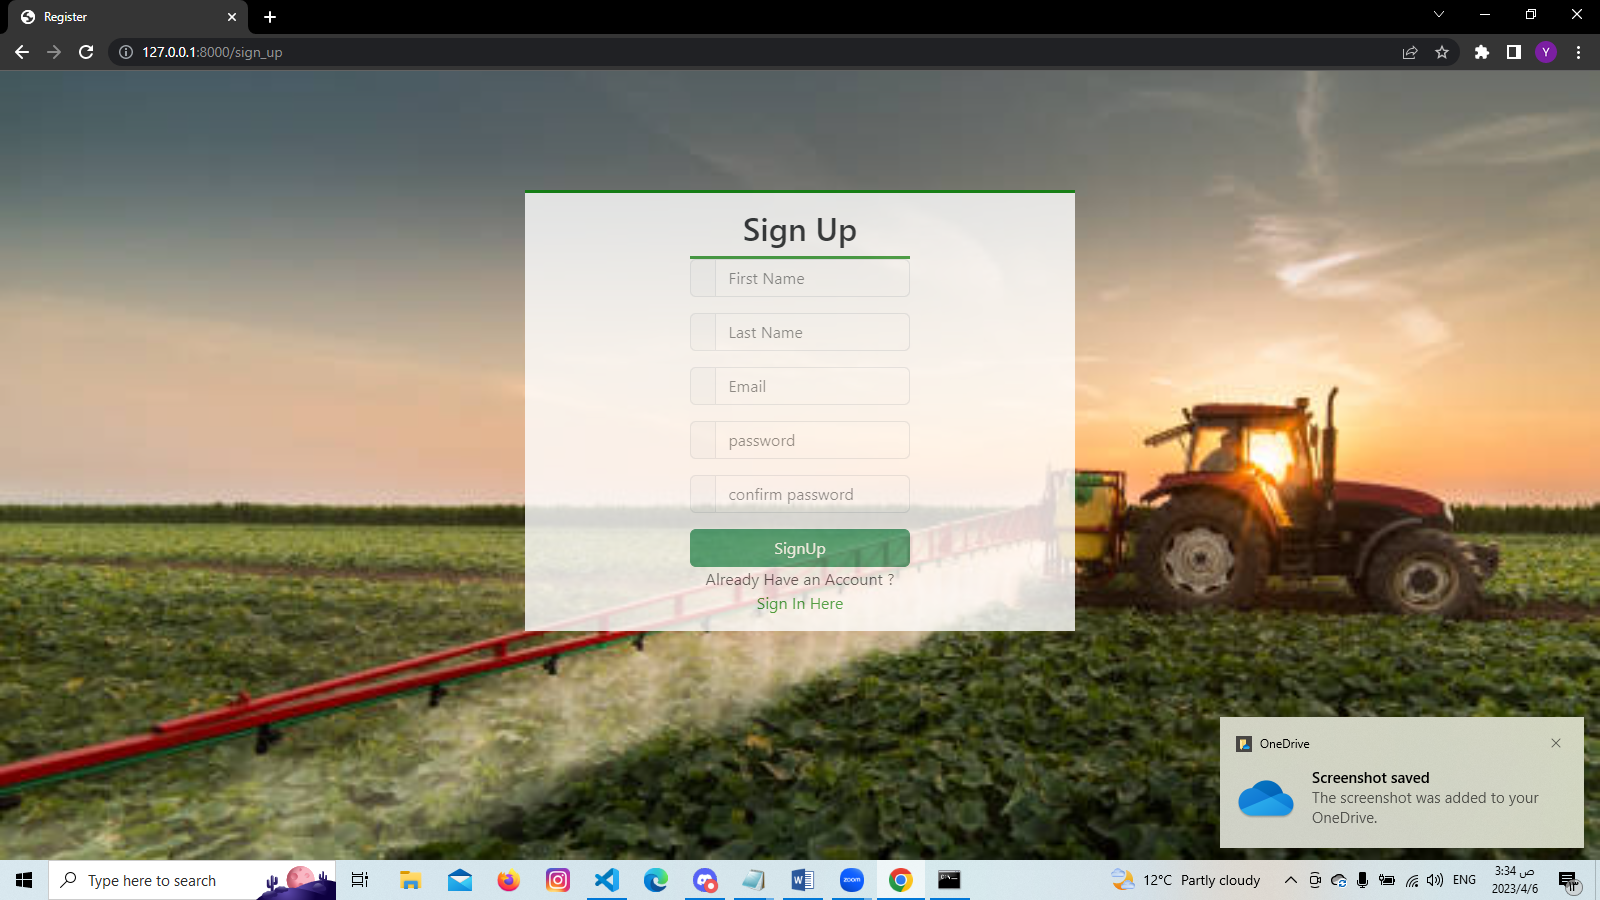 Register
127.0.0.1:8000/sign_up
Y
Sign Up
First Name
Last Name
Email
password
confirm password
SignUp
Already Have an Account ?
Sign In Here
OneDrive
Screenshot saved
The screenshot was added to your
OneDrive.
Type here to search
zoom
12°C Partly cloudy
ENG
3:34 ص
2023/4/6